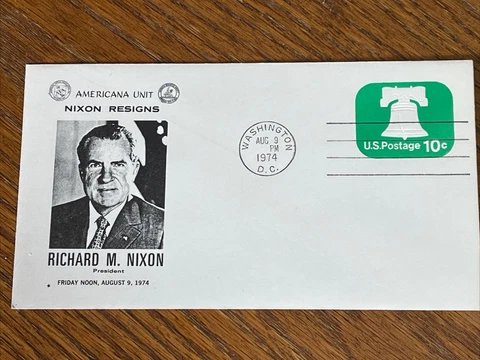 AMERICANA UNIT
NIXON RESIGNS
RICHARD M. NIXON
President
FRIDAY NOON, AUGUST 9, 1974
WASHINGTON
AUG 9
PM
1974
D.C.
U.S. Postage 10c